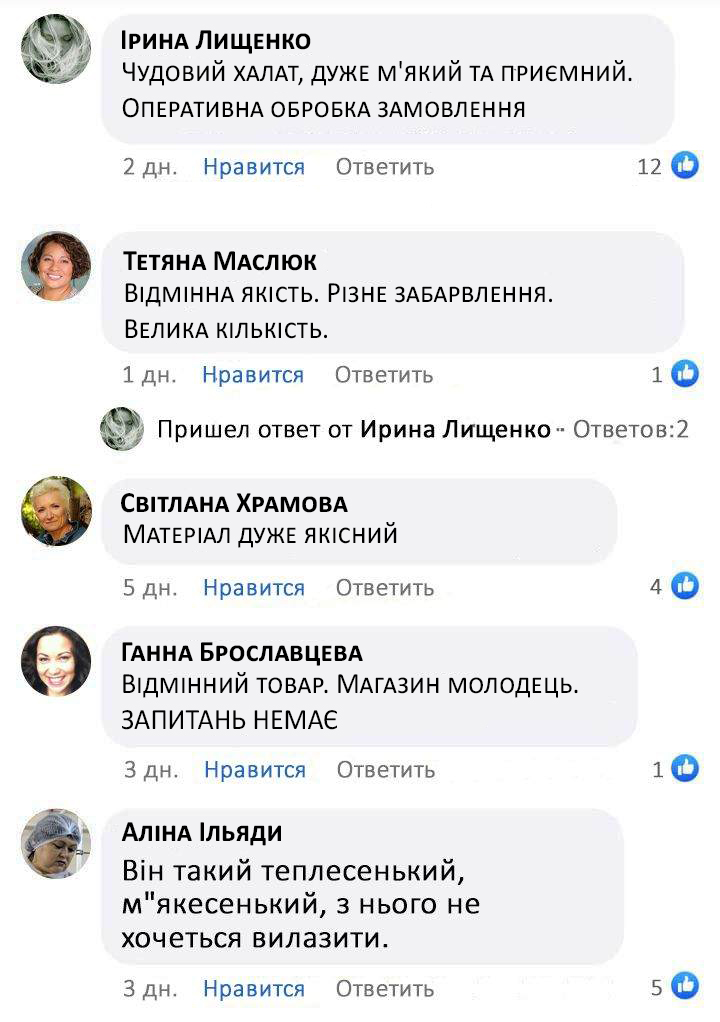 Ірина Лищенко
Чудовий халат, дуже м'який та приємний.
Оперативна обробка замовлення
2 дн. Нравится Ответить 12
Тетяна Маслюк
Відмінна якість. Різне забарвлення.
Велика кількість.
1 дн. Нравится Ответить 1
Пришел ответ от Ирина Лищенко · Ответов:2
Світлана Храмова
Матеріал дуже якісний
5 дн. Нравится Ответить 4
Ганна Брославцева
Відмінний товар. Магазин молодець.
запитань немає
3 дн. Нравится Ответить 1
Аліна Ільяди
Він такий теплесенький,
м"якесенький, з нього не
хочеться вилазити.
3 дн. Нравится Ответить 5